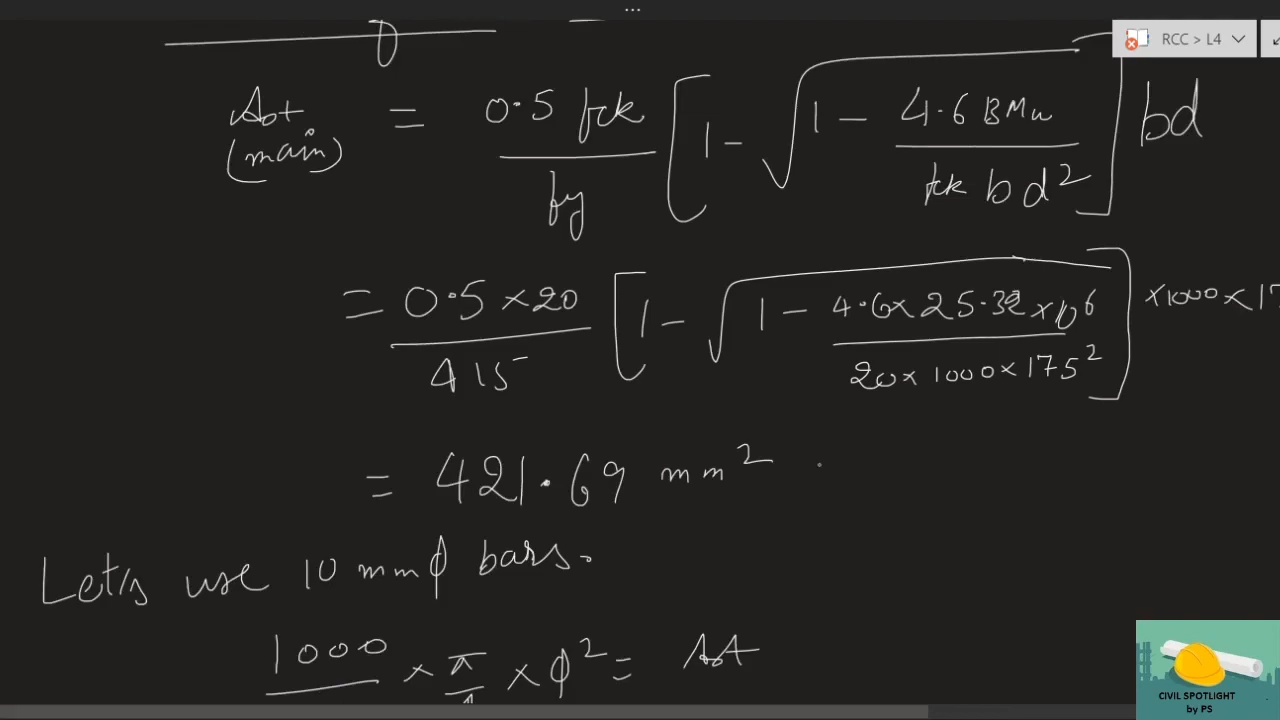 ...
RCC > L4
Ast (main) = 0.5 fck / fy [1 - √(1 - 4.6 BMu / fck bd²)] bd
= 0.5 × 20 / 415 [1 - √(1 - 4.6 × 25.32 × 10⁶ / 20 × 1000 × 175²)] × 1000 × 17
= 421.69 mm²
Let's use 10 mm ϕ bars.
1000 × π/4 × ϕ² = Ast
CIVIL SPOTLIGHT
by PS